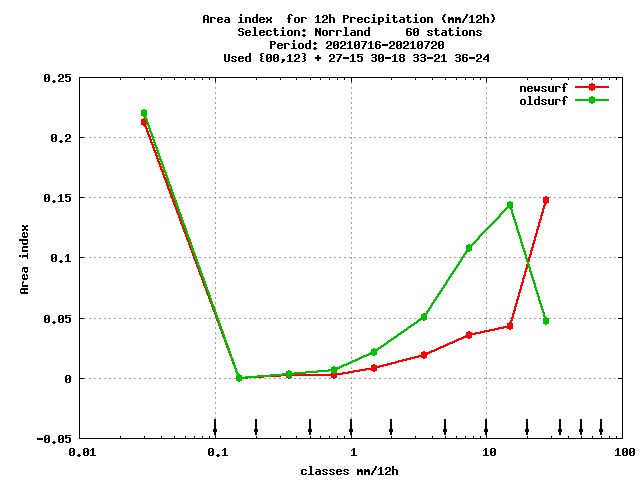 Area index  for 12h Precipitation (mm/12h)
Selection: Norrland     60 stations
Period: 20210716-20210720
Used {00,12} + 27-15 30-18 33-21 36-24
newsurf
oldsurf
0.25
0.2
0.15
0.1
0.05
0
-0.05
Area index
0.01 0.1 1 10 100
classes mm/12h